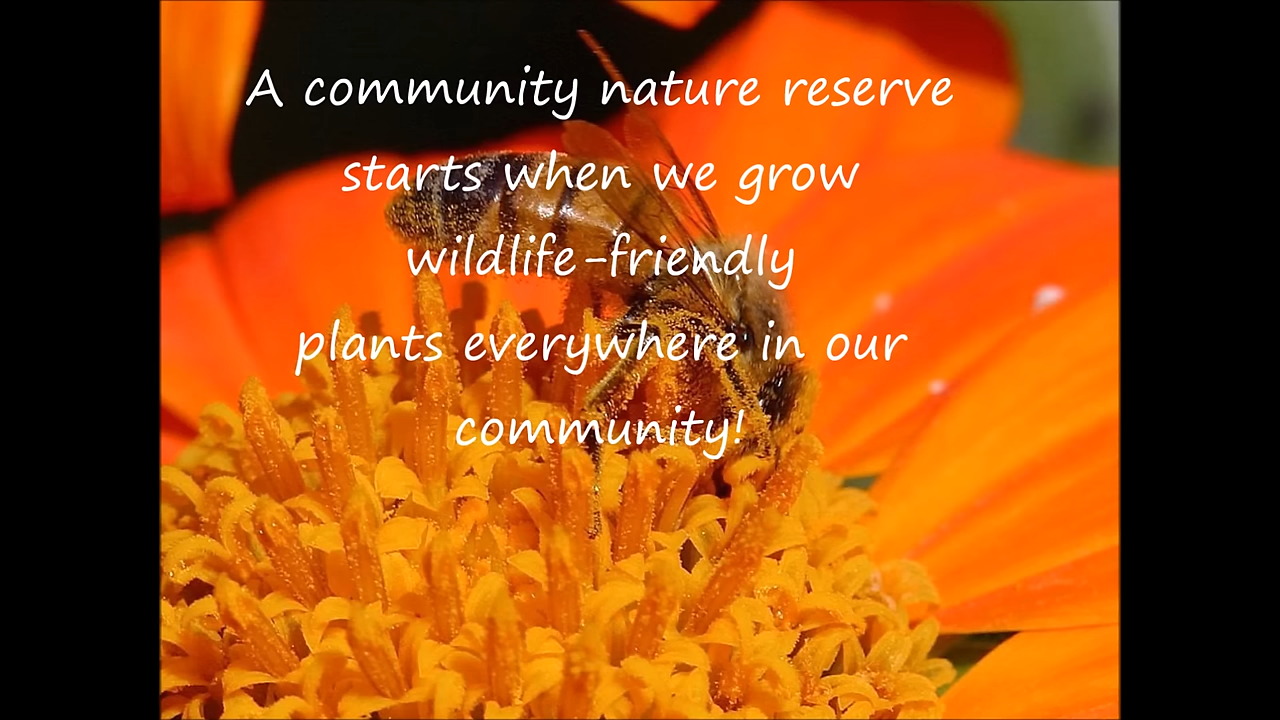 A community nature reserve
starts when we grow
wildlife-friendly
plants everywhere in our
community!